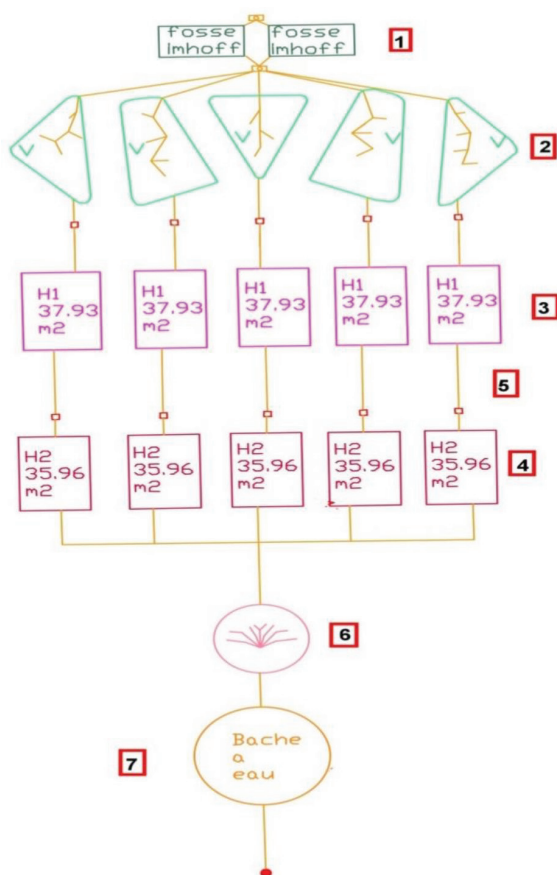 fosse
Imhoff
fosse
Imhoff
1
V
V
V
V
V
2
H1
37.93
m2
H1
37.93
m2
H1
37.93
m2
H1
37.93
m2
H1
37.93
m2
3
5
H2
35.96
m2
H2
35.96
m2
H2
35.96
m2
H2
35.96
m2
H2
35.96
m2
4
6
7
Bache
a
eau